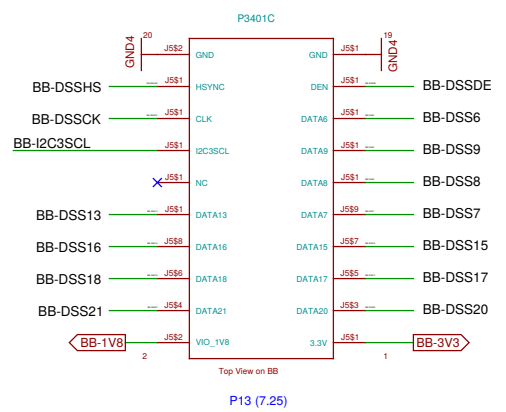 P3401C
20 19
GND4 J5$2 GND GND J5$1 GND4
BB-DSSHS J5$1 HSYNC DEN J5$1 BB-DSSDE
BB-DSSCK J5$1 CLK DATA6 J5$1 BB-DSS6
BB-I2C3SCL J5$1 I2C3SCL DATA9 J5$1 BB-DSS9
J5$1 NC DATA8 J5$1 BB-DSS8
BB-DSS13 J5$1 DATA13 DATA7 J5$9 BB-DSS7
BB-DSS16 J5$8 DATA16 DATA15 J5$7 BB-DSS15
BB-DSS18 J5$6 DATA18 DATA17 J5$5 BB-DSS17
BB-DSS21 J5$4 DATA21 DATA20 J5$3 BB-DSS20
BB-1V8 J5$2 VIO_1V8 3.3V J5$1 BB-3V3
2 1
Top View on BB
P13 (7.25)